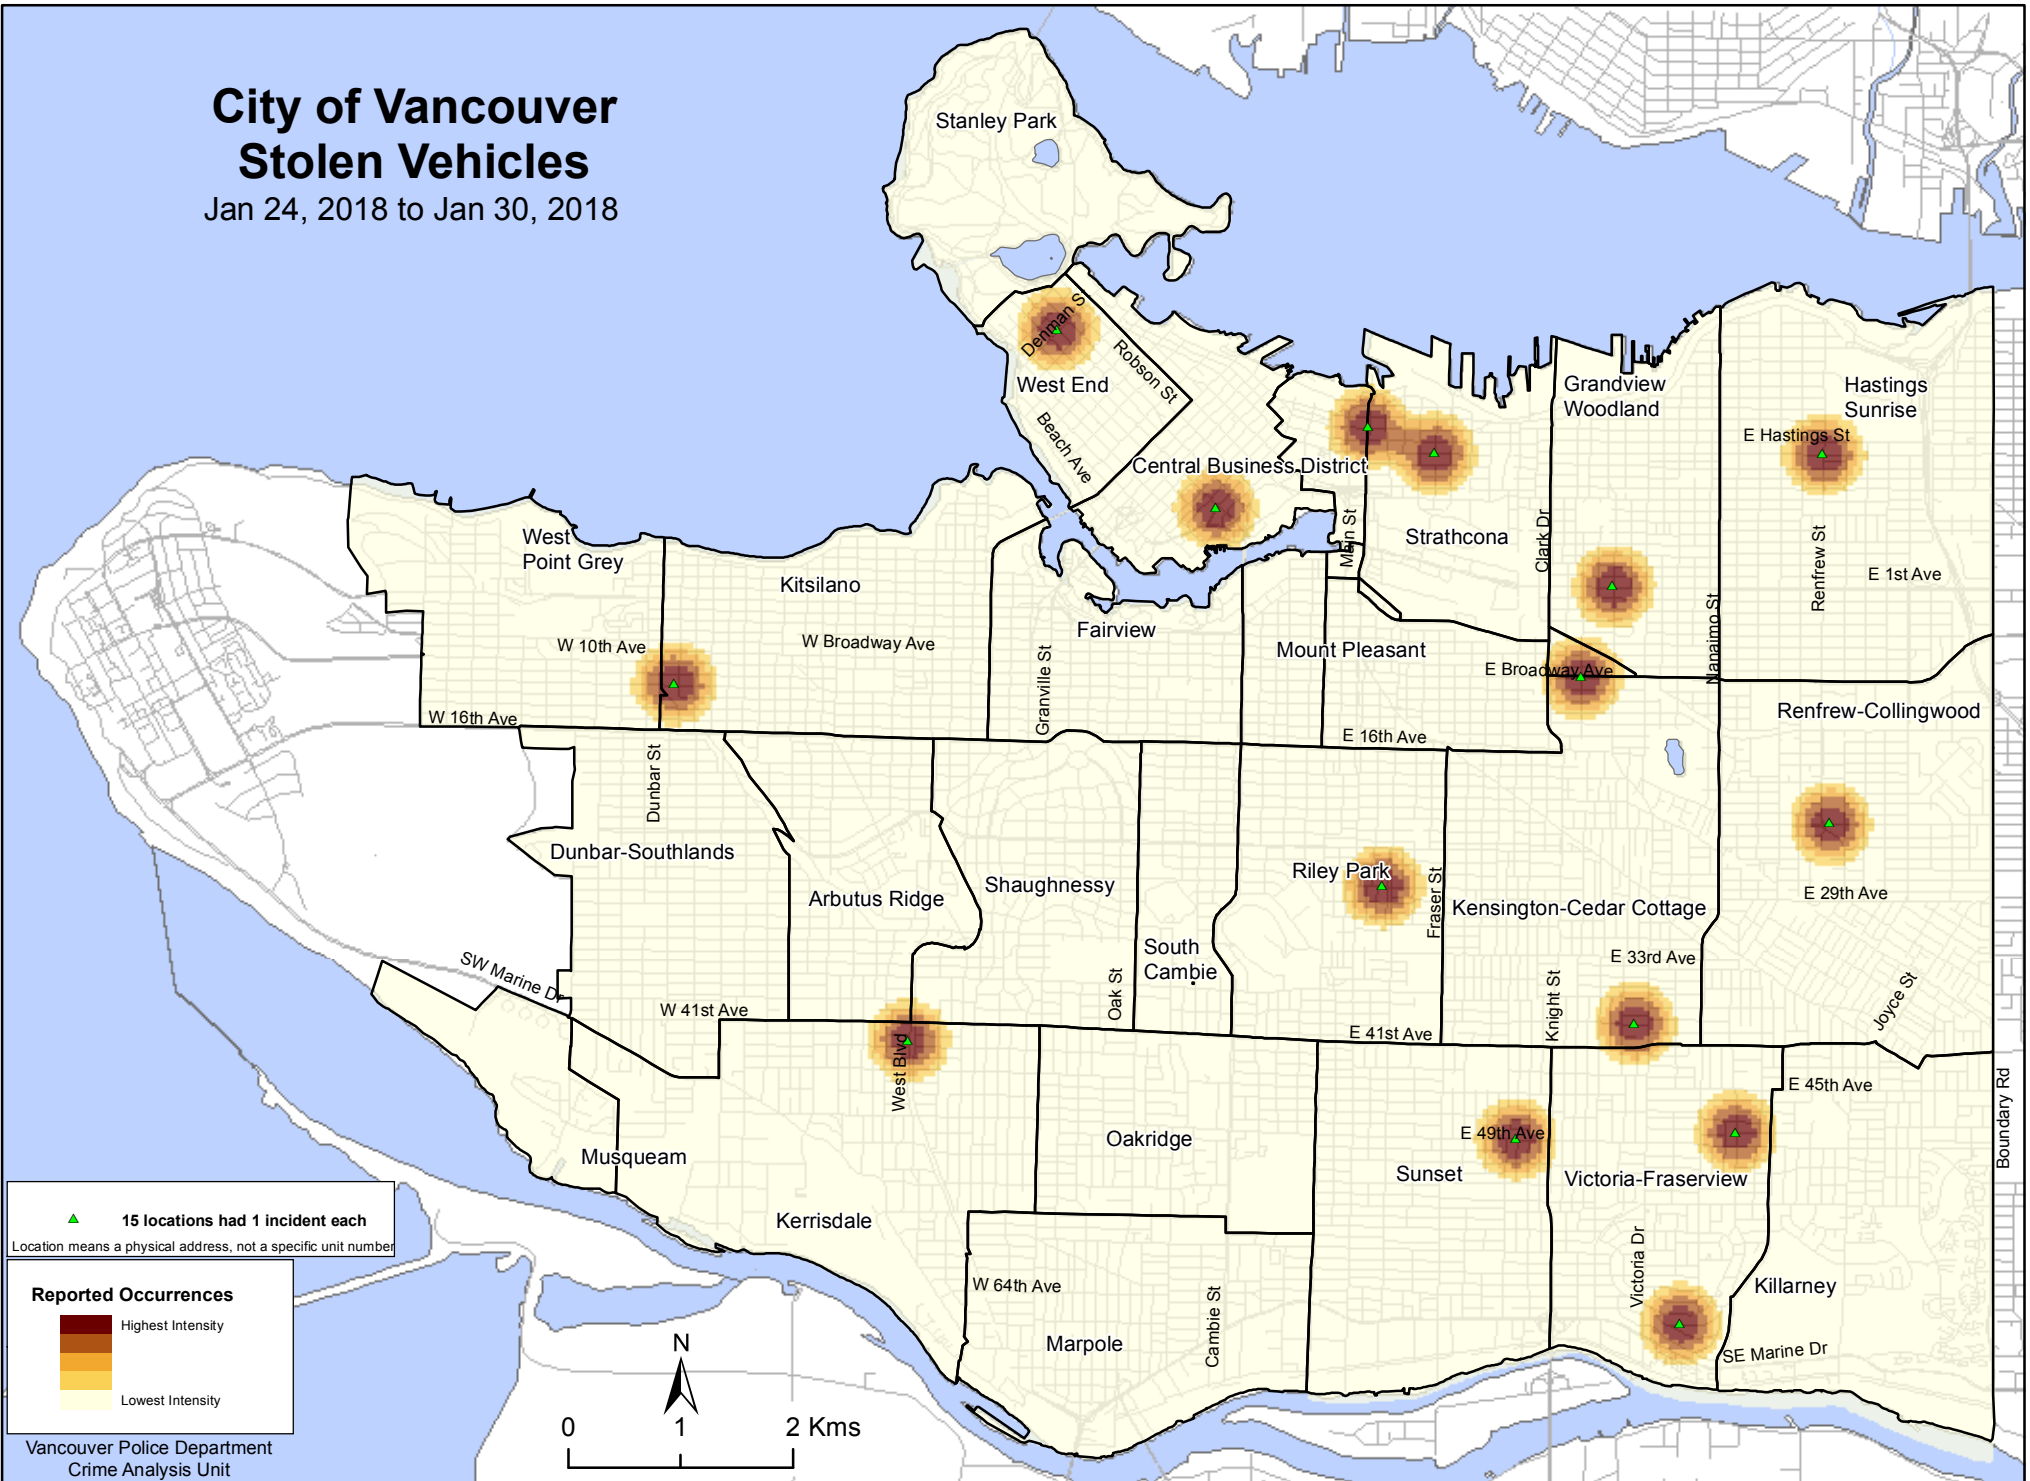 City of Vancouver
Stolen Vehicles
Jan 24, 2018 to Jan 30, 2018
Stanley Park
Denman S
Robson St
West End
Beach Ave
Central Business District
Grandview
Woodland
Hastings
Sunrise
E Hastings St
Main St
Strathcona
Clark Dr
Renfrew St
E 1st Ave
Nanaimo St
West
Point Grey
Kitsilano
W 10th Ave
W Broadway Ave
Granville St
Fairview
Mount Pleasant
E Broadway Ave
W 16th Ave
E 16th Ave
Renfrew-Collingwood
Dunbar St
Dunbar-Southlands
Arbutus Ridge
Shaughnessy
South
Cambie
Oak St
Riley Park
Fraser St
Kensington-Cedar Cottage
E 29th Ave
E 33rd Ave
Knight St
Joyce St
SW Marine Dr
W 41st Ave
E 41st Ave
West Blvd
E 45th Ave
Boundary Rd
Musqueam
Oakridge
E 49th Ave
Sunset
Victoria-Fraserview
Kerrisdale
Victoria Dr
W 64th Ave
Cambie St
Marpole
Killarney
SE Marine Dr
15 locations had 1 incident each
Location means a physical address, not a specific unit number
Reported Occurrences
Highest Intensity
Lowest Intensity
Vancouver Police Department
Crime Analysis Unit
N
0 1 2 Kms